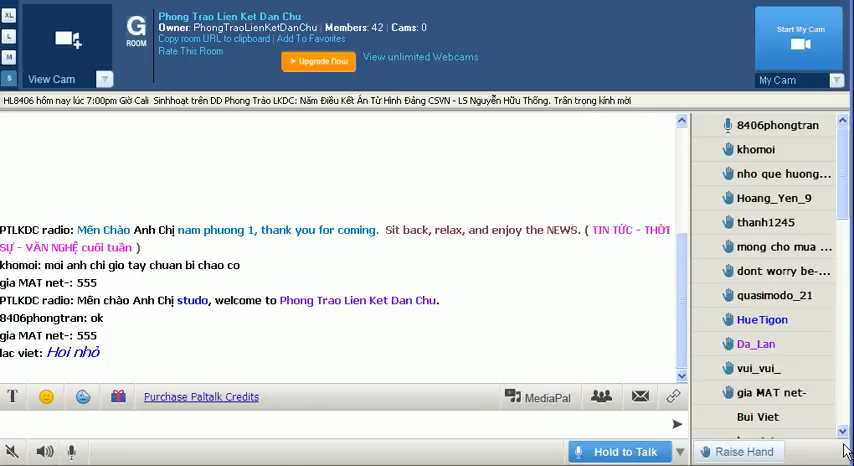 XL
L
M
S
View Cam
G
ROOM
Phong Trao Lien Ket Dan Chu
Owner: PhongTraoLienKetDanChu | Members: 42 | Cams: 0
Copy room URL to clipboard | Add To Favorites
Rate This Room
Upgrade Now
View unlimited Webcams
Start My Cam
My Cam
HL8406 hôm nay lúc 7:00pm Giờ Cali Sinhhoạt trên DD Phong Trào LKDC: Năm Điều Kết Án Tử Hình Đảng CSVN - LS Nguyễn Hữu Thống. Trân trọng kính mời
PTLKDC radio: Mến Chào Anh Chị nam phuong 1, thank you for coming. Sit back, relax, and enjoy the NEWS. ( TIN TỨC - THỜI
SỰ - VĂN NGHỆ cuối tuần )
khomoi: moi anh chi gio tay chuan bi chao co
gia MAT net-: 555
PTLKDC radio: Mến chào Anh Chị studo, welcome to Phong Trao Lien Ket Dan Chu.
8406phongtran: ok
gia MAT net-: 555
lac viet: Hoi nhỏ
8406phongtran
khomoi
nho que huong...
Hoang_Yen_9
thanh1245
mong cho mua ...
dont worry be-...
quasimodo_21
HueTigon
Da_Lan
vui_vui_
gia MAT net-
Bui Viet
T
Purchase Paltalk Credits
MediaPal
Hold to Talk
Raise Hand